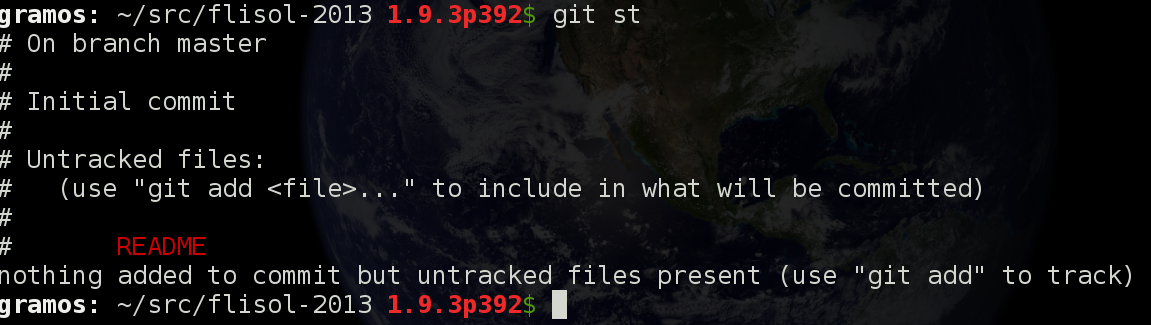 gramos: ~/src/flisol-2013 1.9.3p392$ git st
# On branch master
#
# Initial commit
#
# Untracked files:
#   (use "git add <file>..." to include in what will be committed)
#
#       README
nothing added to commit but untracked files present (use "git add" to track)
gramos: ~/src/flisol-2013 1.9.3p392$